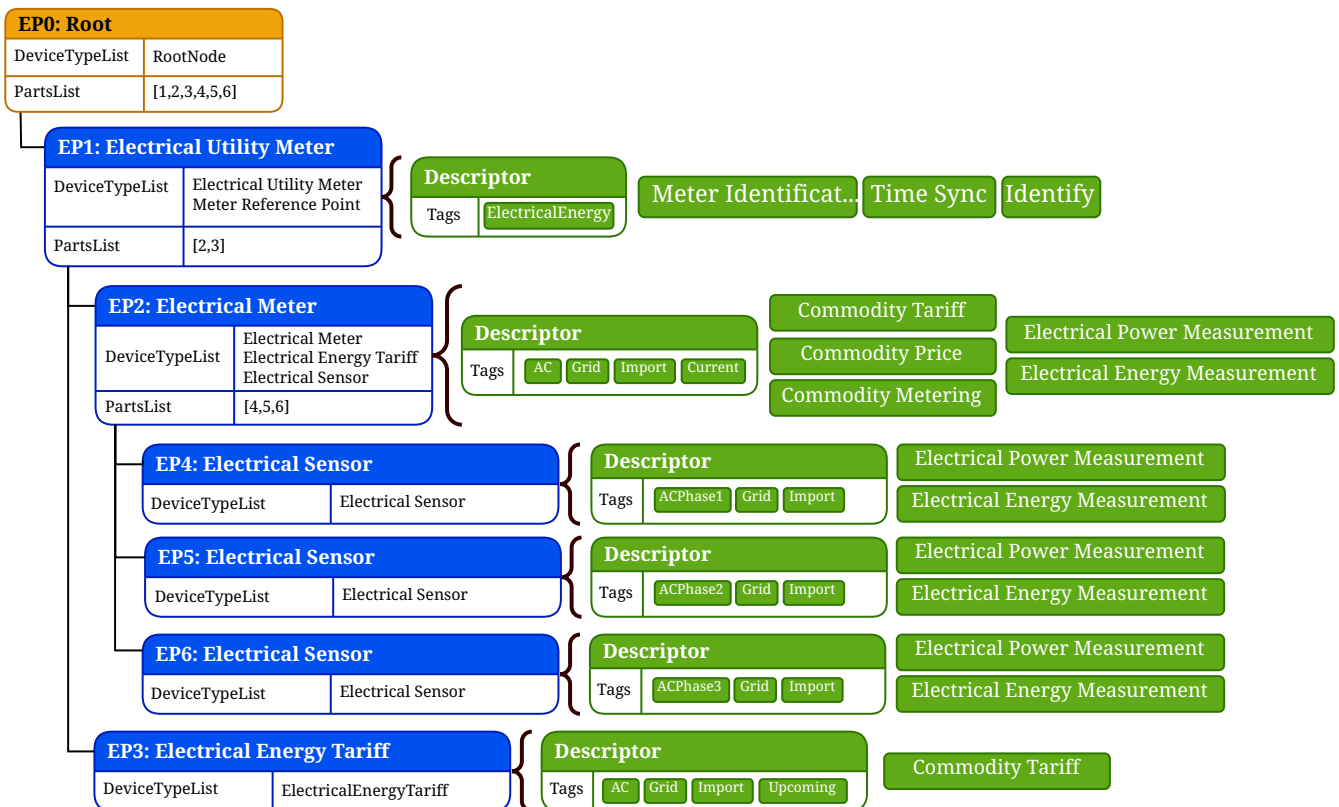 EP0: Root
DeviceTypeList RootNode
PartsList [1,2,3,4,5,6]
EP1: Electrical Utility Meter
DeviceTypeList Electrical Utility Meter
Meter Reference Point
PartsList [2,3]
Descriptor
Tags ElectricalEnergy
Meter Identificat...
Time Sync
Identify
EP2: Electrical Meter
DeviceTypeList Electrical Meter
Electrical Energy Tariff
Electrical Sensor
PartsList [4,5,6]
Descriptor
Tags AC Grid Import Current
Commodity Tariff
Commodity Price
Commodity Metering
Electrical Power Measurement
Electrical Energy Measurement
EP4: Electrical Sensor
DeviceTypeList Electrical Sensor
Descriptor
Tags ACPhase1 Grid Import
Electrical Power Measurement
Electrical Energy Measurement
EP5: Electrical Sensor
DeviceTypeList Electrical Sensor
Descriptor
Tags ACPhase2 Grid Import
Electrical Power Measurement
Electrical Energy Measurement
EP6: Electrical Sensor
DeviceTypeList Electrical Sensor
Descriptor
Tags ACPhase3 Grid Import
Electrical Power Measurement
Electrical Energy Measurement
EP3: Electrical Energy Tariff
DeviceTypeList ElectricalEnergyTariff
Descriptor
Tags AC Grid Import Upcoming
Commodity Tariff